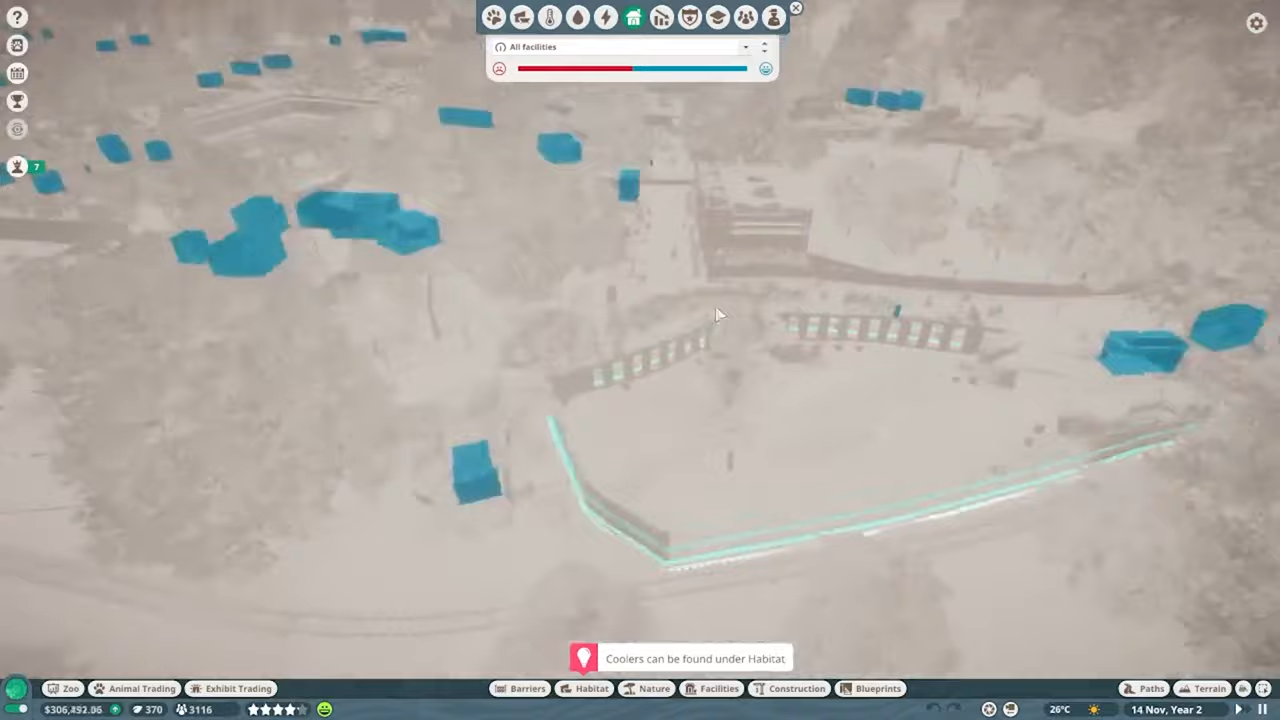 ?
All facilities
7
Coolers can be found under Habitat
Zoo Animal Trading Exhibit Trading Barriers Habitat Nature Facilities Construction Blueprints Paths Terrain
$306,492.06 370 3116 26°C 14 Nov, Year 2